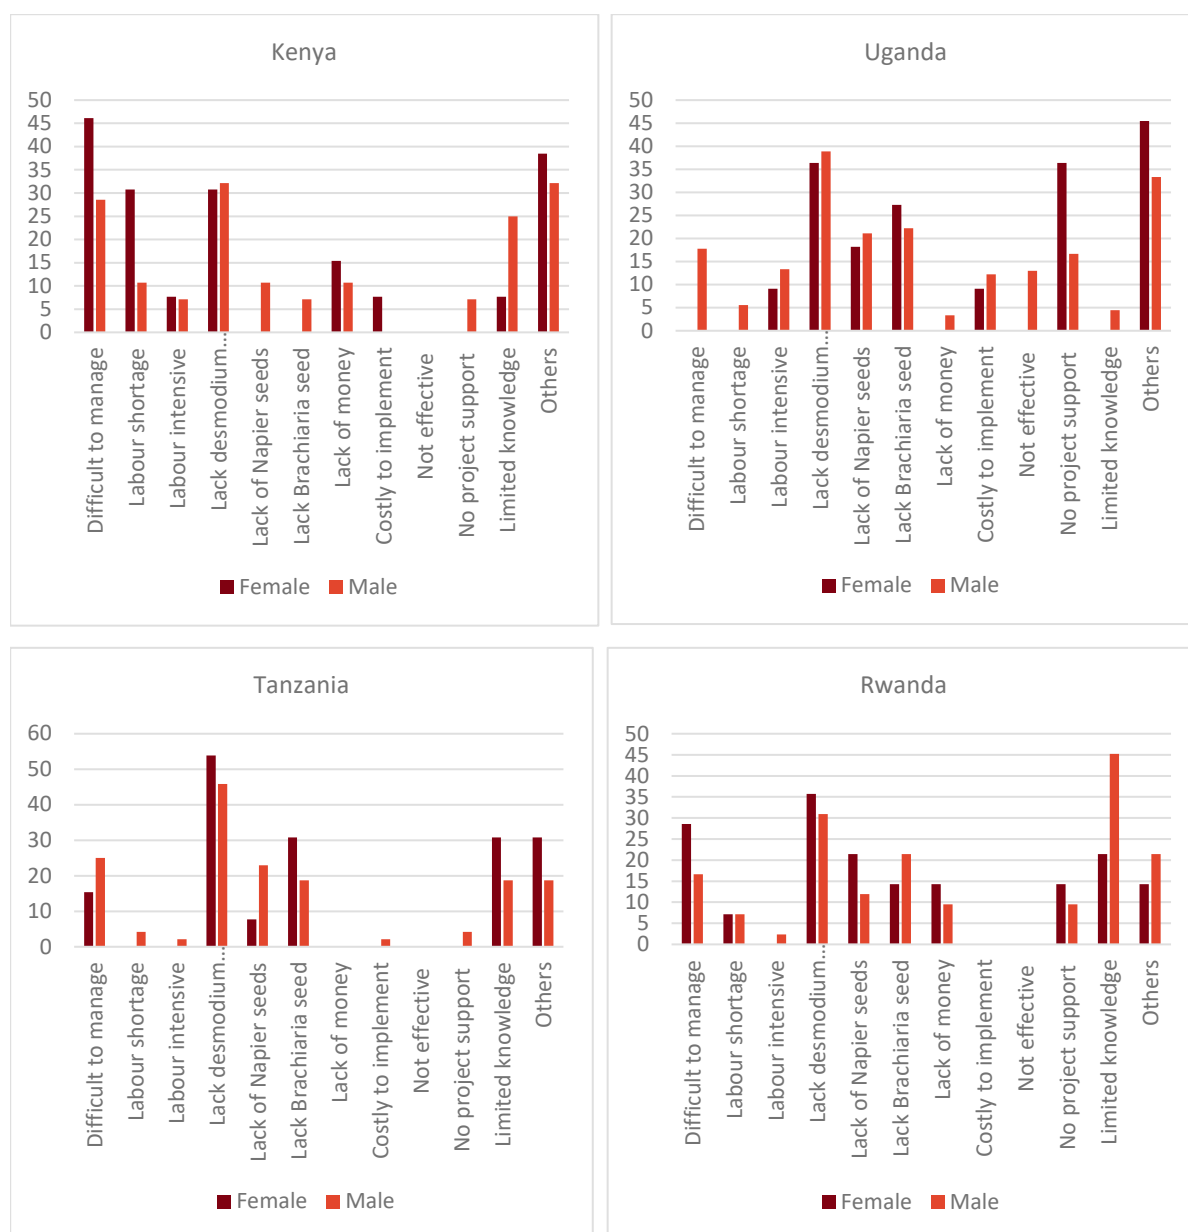 Kenya
50
45
40
35
30
25
20
15
10
5
0
Difficult to manage
Labour shortage
Labour intensive
Lack desmodium...
Lack of Napier seeds
Lack Brachiaria seed
Lack of money
Costly to implement
Not effective
No project support
Limited knowledge
Others
Female Male
Uganda
50
45
40
35
30
25
20
15
10
5
0
Difficult to manage
Labour shortage
Labour intensive
Lack desmodium...
Lack of Napier seeds
Lack Brachiaria seed
Lack of money
Costly to implement
Not effective
No project support
Limited knowledge
Others
Female Male
Tanzania
60
50
40
30
20
10
0
Difficult to manage
Labour shortage
Labour intensive
Lack desmodium...
Lack of Napier seeds
Lack Brachiaria seed
Lack of money
Costly to implement
Not effective
No project support
Limited knowledge
Others
Female Male
Rwanda
50
45
40
35
30
25
20
15
10
5
0
Difficult to manage
Labour shortage
Labour intensive
Lack desmodium...
Lack of Napier seeds
Lack Brachiaria seed
Lack of money
Costly to implement
Not effective
No project support
Limited knowledge
Others
Female Male